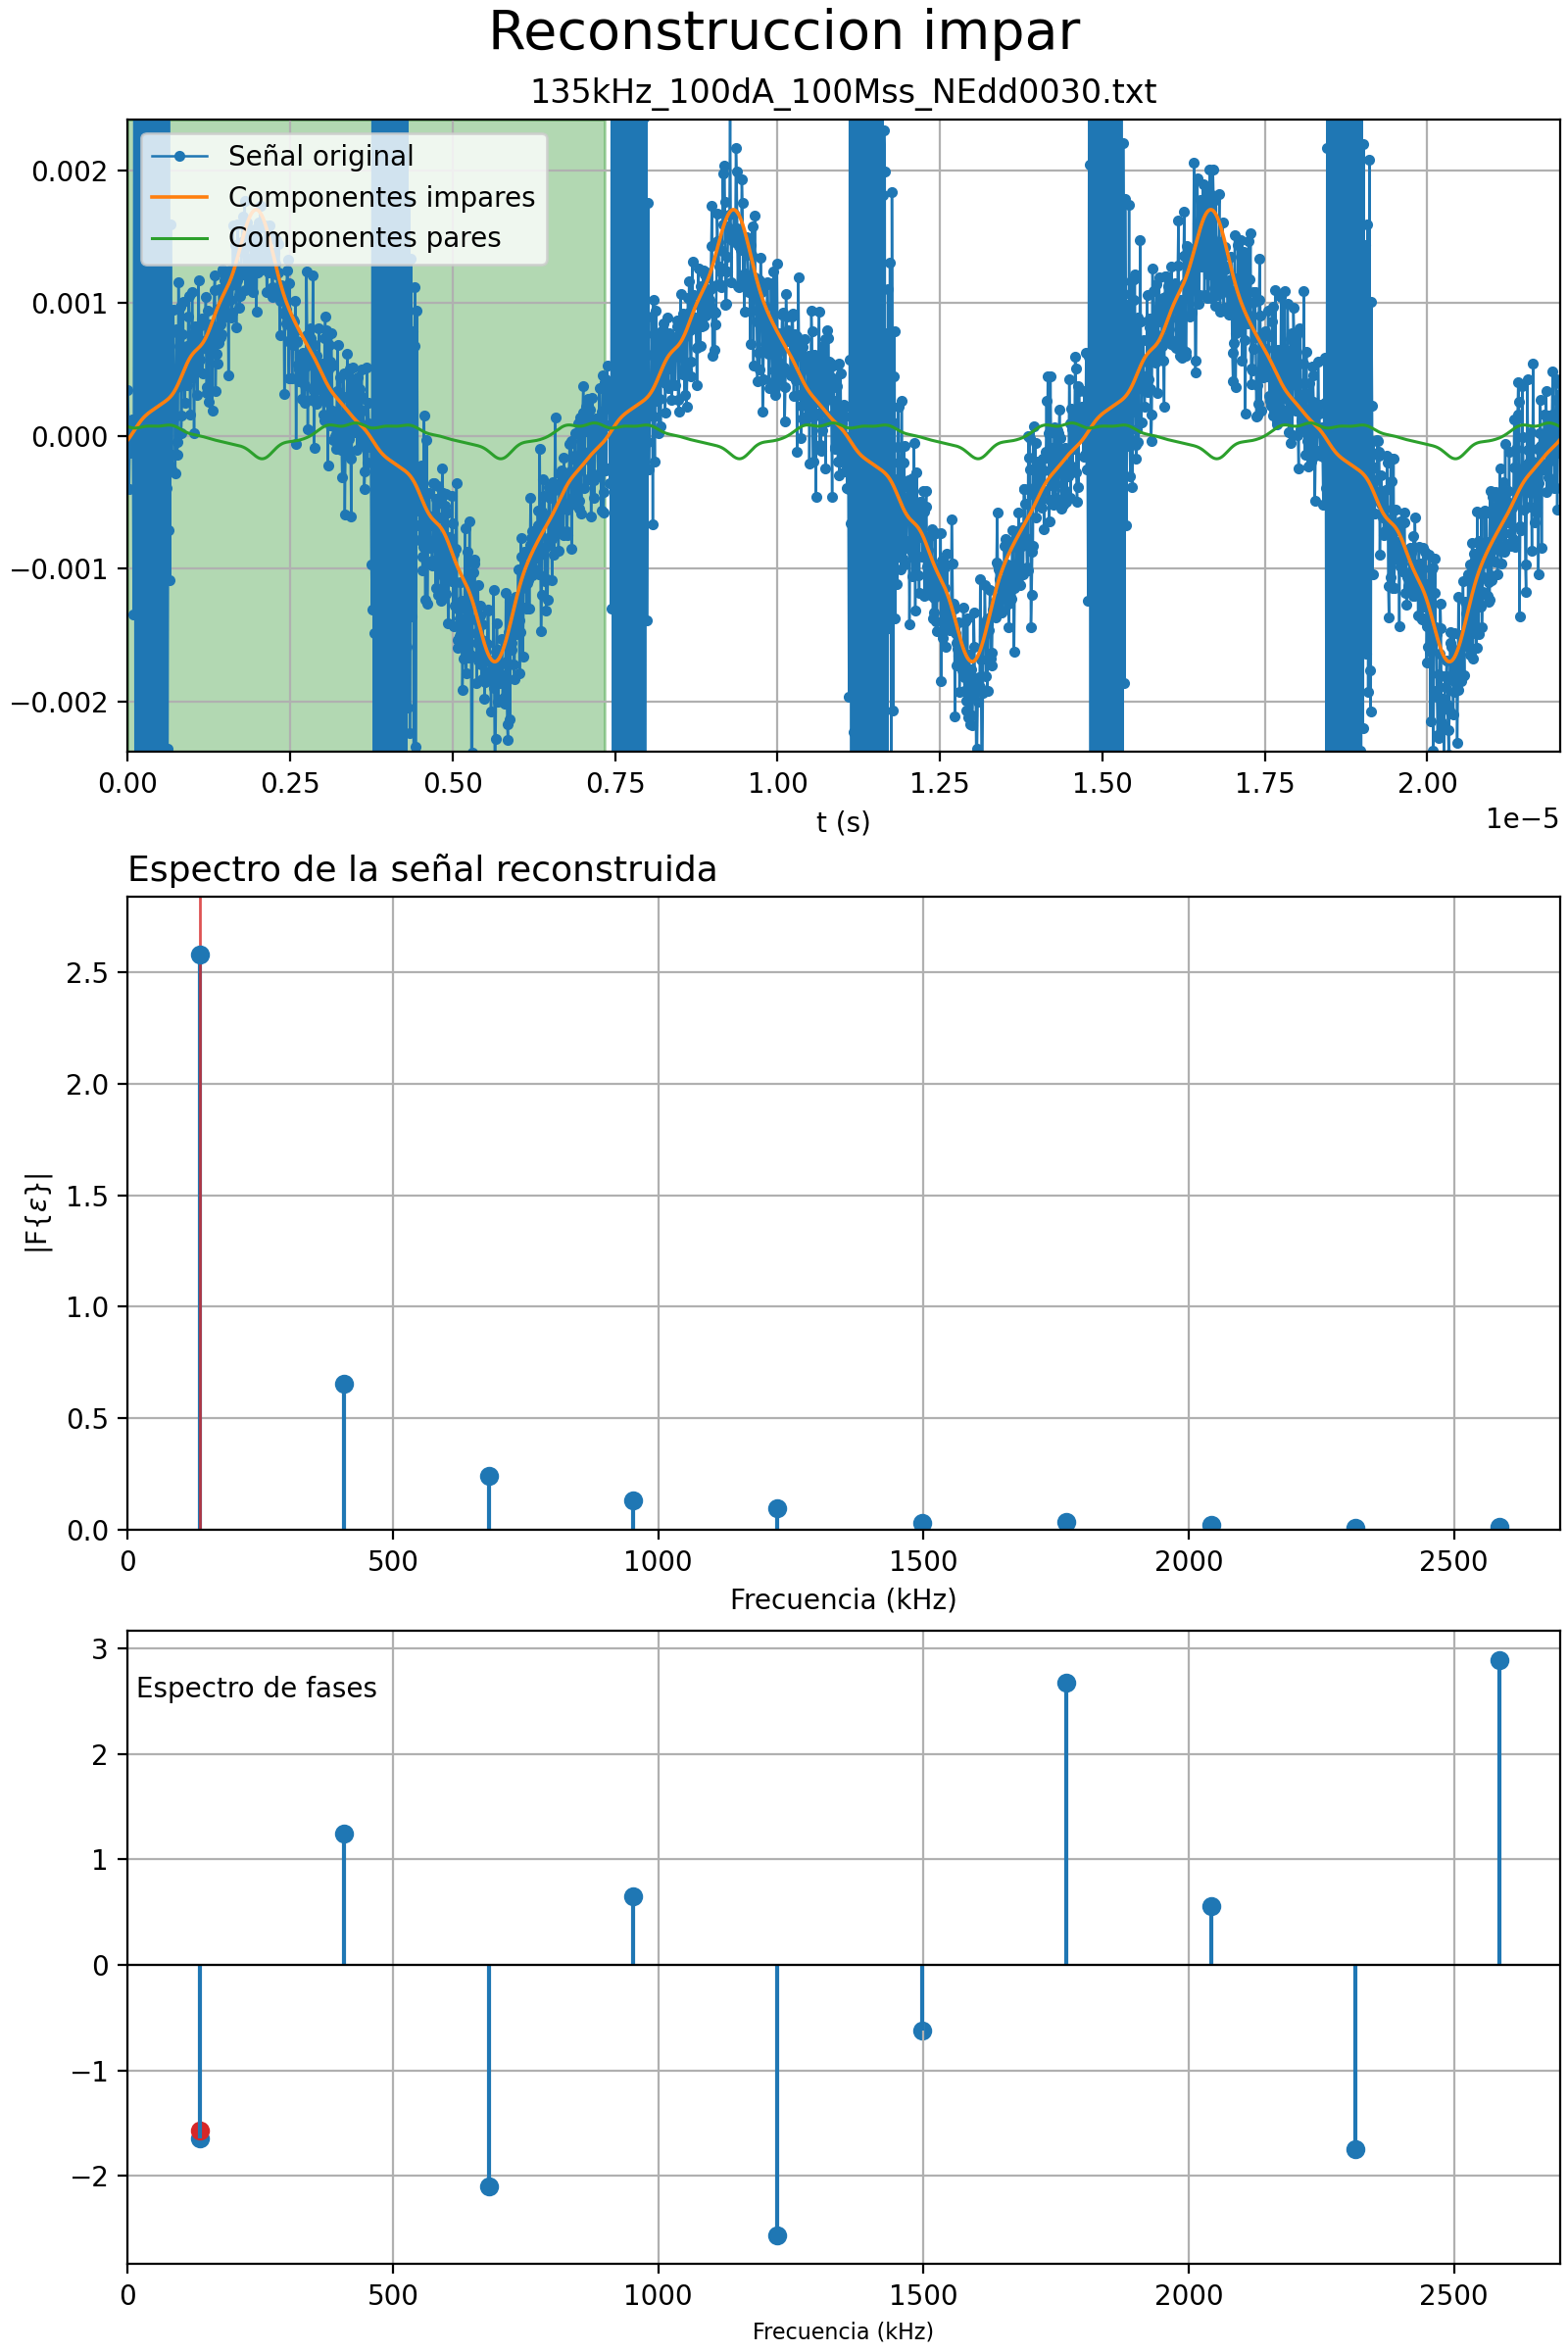 Reconstruccion impar
135kHz_100dA_100Mss_NEdd0030.txt
Señal original
Componentes impares
Componentes pares
0.002
0.001
0.000
−0.001
−0.002
0.00 0.25 0.50 0.75 1.00 1.25 1.50 1.75 2.00
1e−5
t (s)
Espectro de la señal reconstruida
|F{ε}|
2.5
2.0
1.5
1.0
0.5
0.0
0 500 1000 1500 2000 2500
Frecuencia (kHz)
Espectro de fases
3
2
1
0
−1
−2
0 500 1000 1500 2000 2500
Frecuencia (kHz)